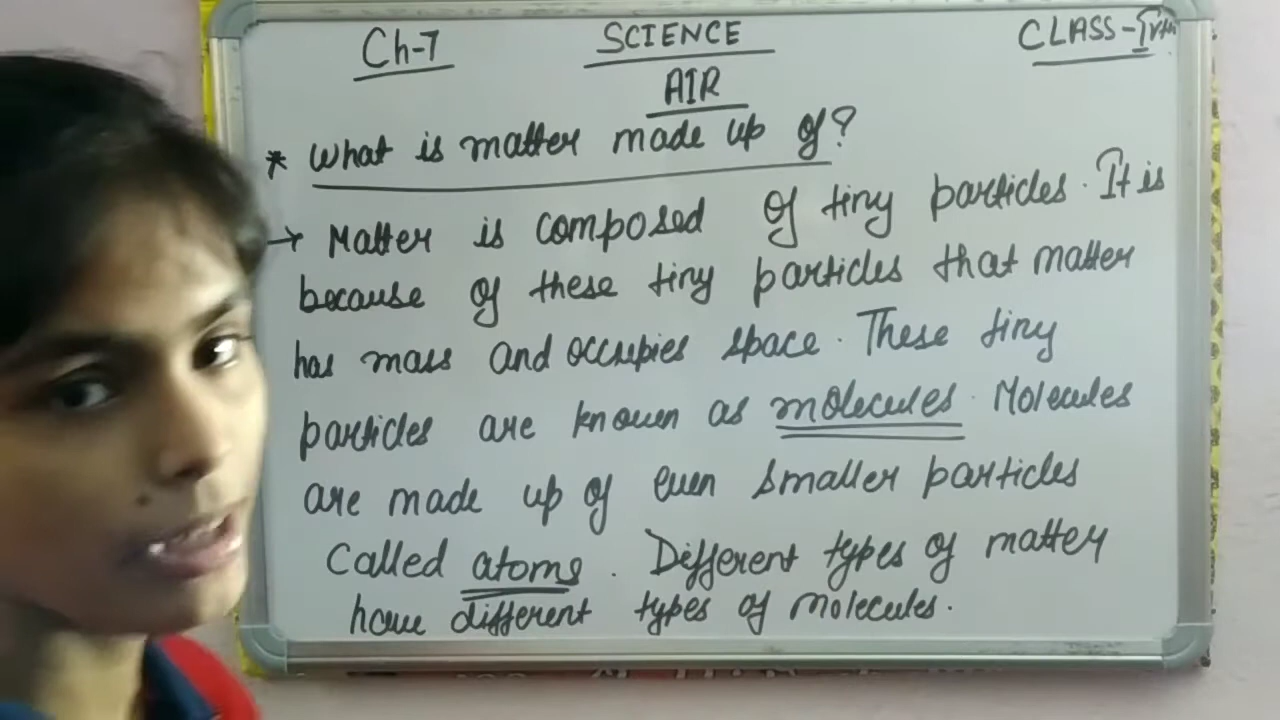 Ch-7 SCIENCE CLASS-IVth
AIR
* What is matter made up of?
→ Matter is composed of tiny particles. It is
because of these tiny particles that matter
has mass and occupies space. These tiny
particles are known as molecules. Molecules
are made up of even smaller particles
Called atoms. Different types of matter
have different types of molecules.